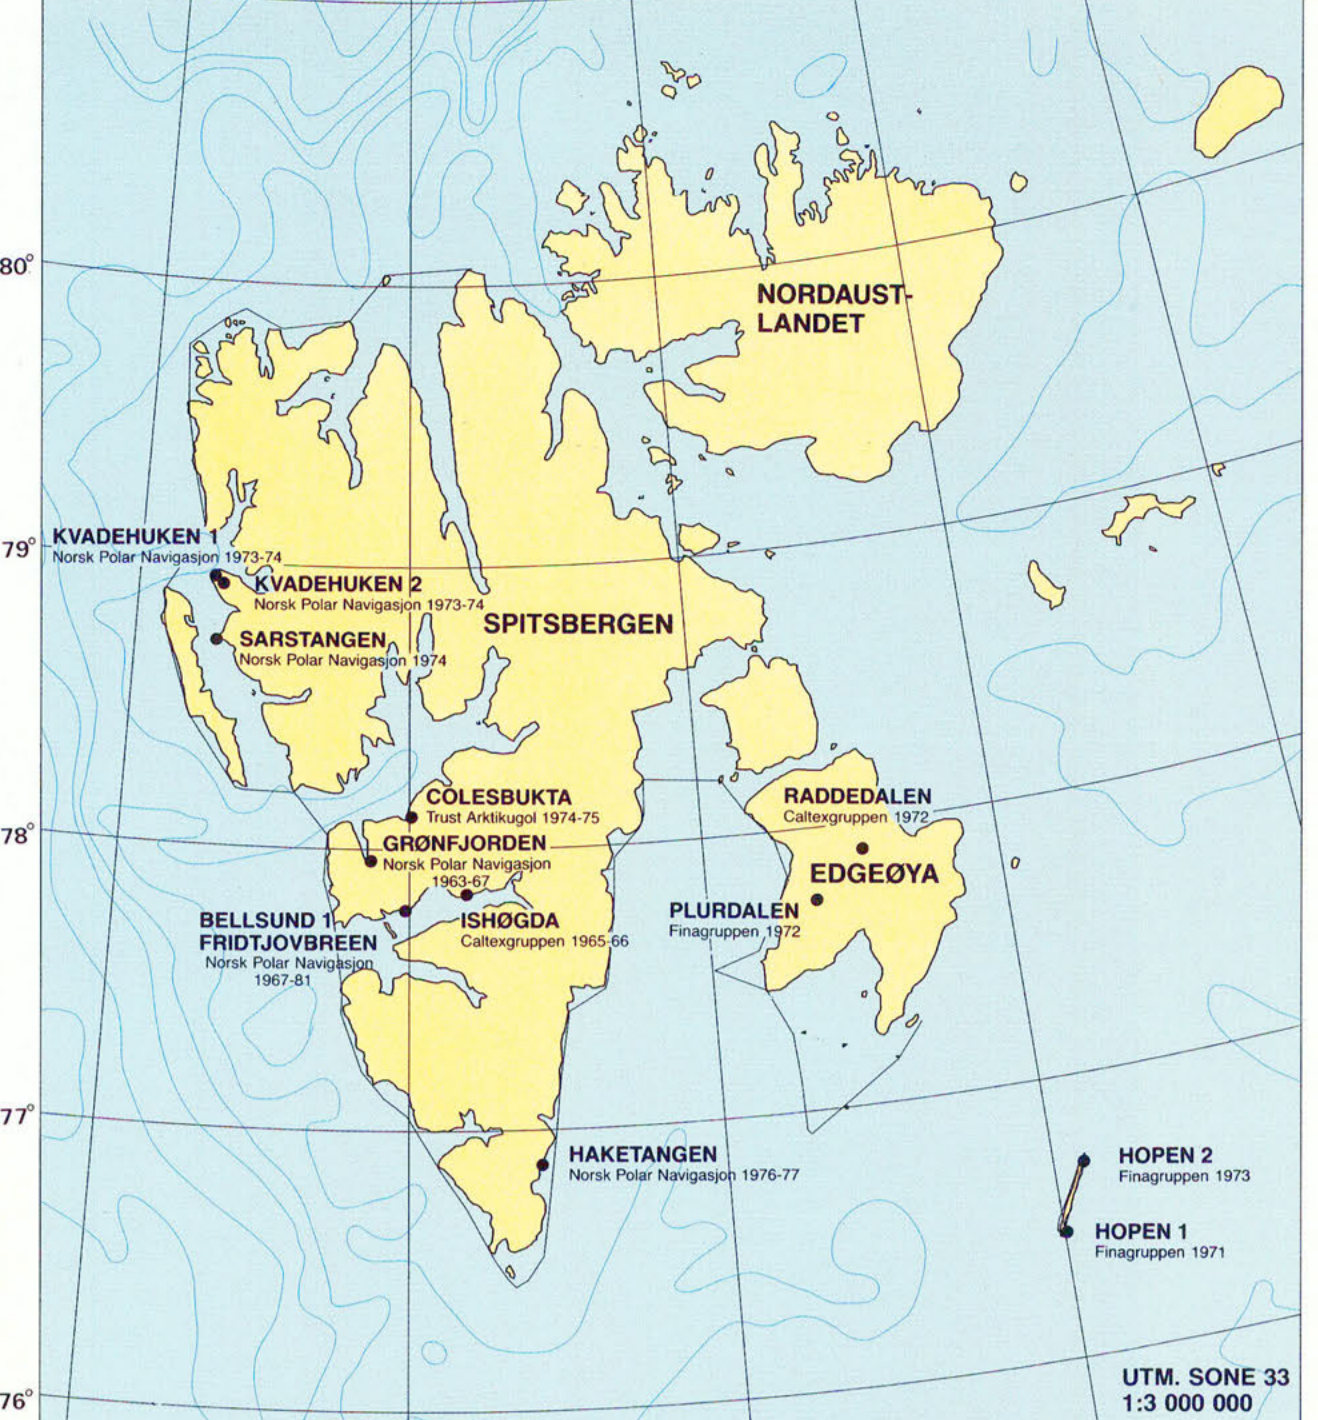 80°
NORDAUST-
LANDET
79°
KVADEHUKEN 1
Norsk Polar Navigasjon 1973-74
KVADEHUKEN 2
Norsk Polar Navigasjon 1973-74
SPITSBERGEN
SARSTANGEN
Norsk Polar Navigasjon 1974
COLESBUKTA
Trust Arktikugol 1974-75
RADDEDALEN
Caltexgruppen 1972
78°
GRØNFJORDEN
Norsk Polar Navigasjon
1963-67
EDGEØYA
BELLSUND 1
FRIDTJOVBREEN
Norsk Polar Navigasjon
1967-81
ISHØGDA
Caltexgruppen 1965-66
PLURDALEN
Finagruppen 1972
77°
HAKETANGEN
Norsk Polar Navigasjon 1976-77
HOPEN 2
Finagruppen 1973
HOPEN 1
Finagruppen 1971
76°
UTM. SONE 33
1:3 000 000